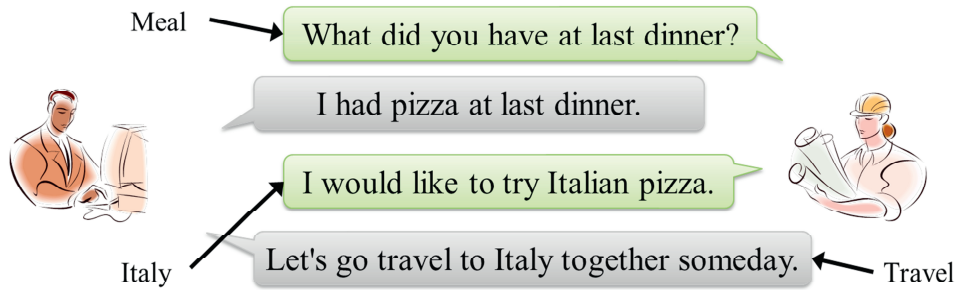 Meal
What did you have at last dinner?
I had pizza at last dinner.
I would like to try Italian pizza.
Let's go travel to Italy together someday.
Italy
Travel